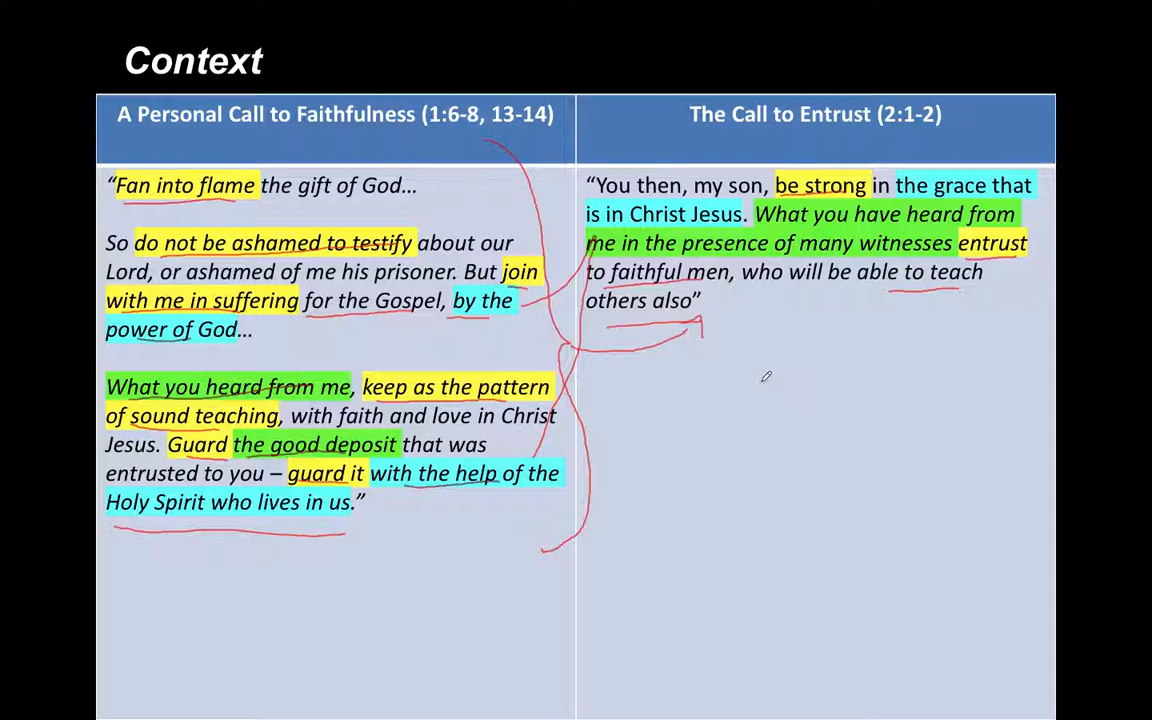 Context
A Personal Call to Faithfulness (1:6-8, 13-14)
The Call to Entrust (2:1-2)
“Fan into flame the gift of God…
So do not be ashamed to testify about our
Lord, or ashamed of me his prisoner. But join
with me in suffering for the Gospel, by the
power of God…
What you heard from me, keep as the pattern
of sound teaching, with faith and love in Christ
Jesus. Guard the good deposit that was
entrusted to you – guard it with the help of the
Holy Spirit who lives in us.”
“You then, my son, be strong in the grace that
is in Christ Jesus. What you have heard from
me in the presence of many witnesses entrust
to faithful men, who will be able to teach
others also”